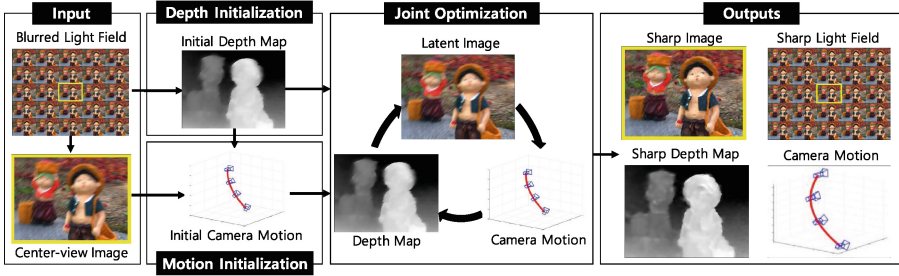 Input
Blurred Light Field
Center-view Image
Depth Initialization
Initial Depth Map
Initial Camera Motion
Motion Initialization
Joint Optimization
Latent Image
Depth Map
Camera Motion
Outputs
Sharp Image
Sharp Light Field
Sharp Depth Map
Camera Motion